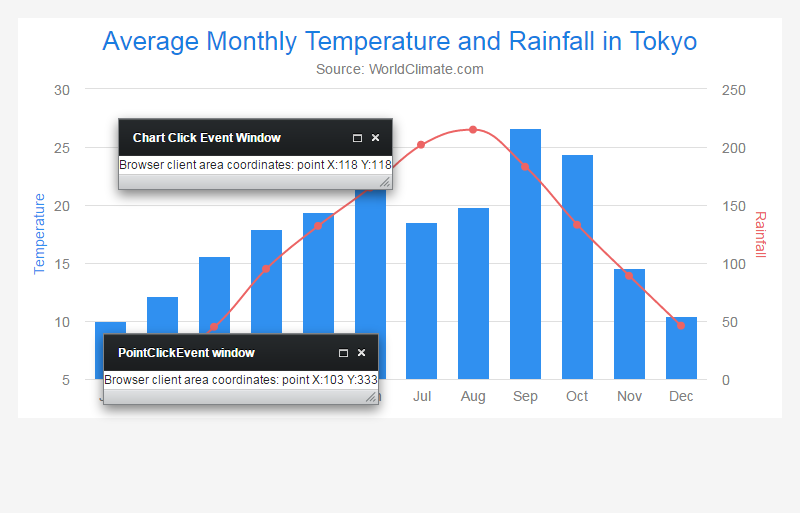 Average Monthly Temperature and Rainfall in Tokyo
Source: WorldClimate.com
30
25
20
15
10
5
Temperature
250
200
150
100
50
0
Rainfall
Chart Click Event Window
Browser client area coordinates: point X:118 Y:118
PointClickEvent window
Browser client area coordinates: point X:103 Y:333
Jul Aug Sep Oct Nov Dec